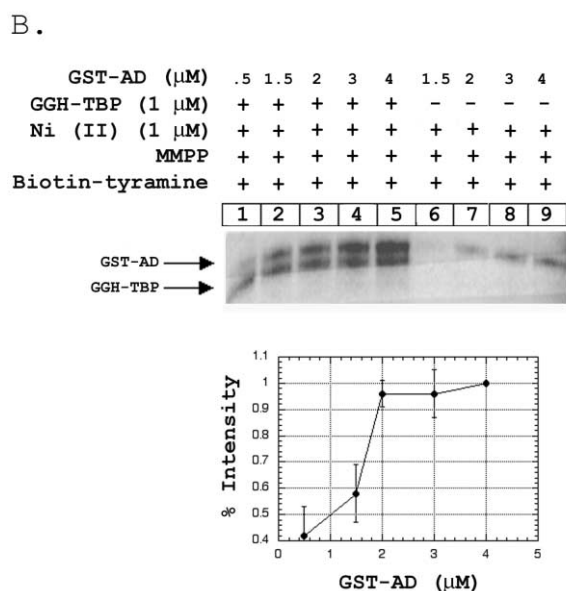 B.
GST-AD (μM) .5 1.5 2 3 4 1.5 2 3 4
GGH-TBP (1 μM) + + + + + - - - -
Ni (II) (1 μM) + + + + + + + + +
MMPP + + + + + + + + +
Biotin-tyramine + + + + + + + + +
1 2 3 4 5 6 7 8 9
GST-AD
GGH-TBP
1.1
1
0.9
0.8
0.7
0.6
0.5
0.4
% Intensity
0 1 2 3 4 5
GST-AD (μM)